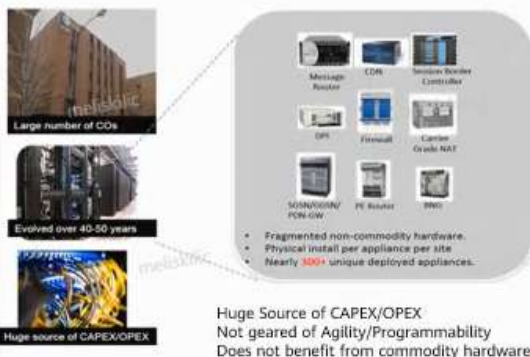 meliskilic
Large number of COs
Evolved over 40-50 years
meliskilic
Huge source of CAPEX/OPEX
Message
Router
CDN
Session Border
Controller
DPI
Firewall
Carrier
Grade NAT
SGSN/GGSN/
PDN-GW
PE Router
BNG
• Fragmented non-commodity hardware.
• Physical install per appliance per site
• Nearly 300+ unique deployed appliances.
Huge Source of CAPEX/OPEX
Not geared of Agility/Programmability
Does not benefit from commodity hardware